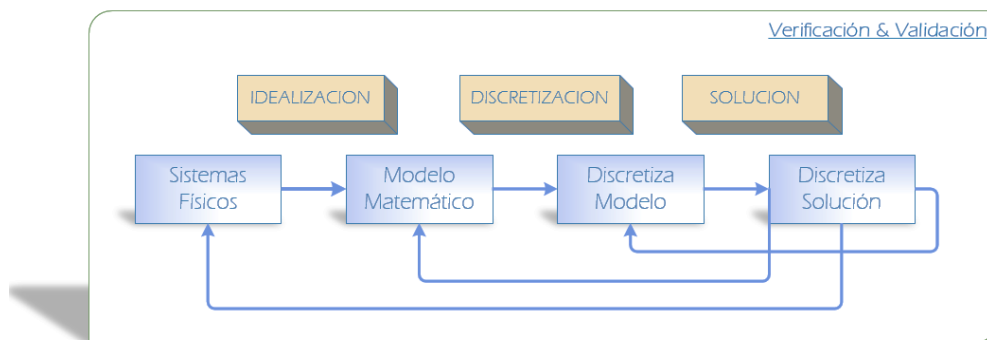 Verificación & Validación
IDEALIZACION
DISCRETIZACION
SOLUCION
Sistemas
Físicos
Modelo
Matemático
Discretiza
Modelo
Discretiza
Solución